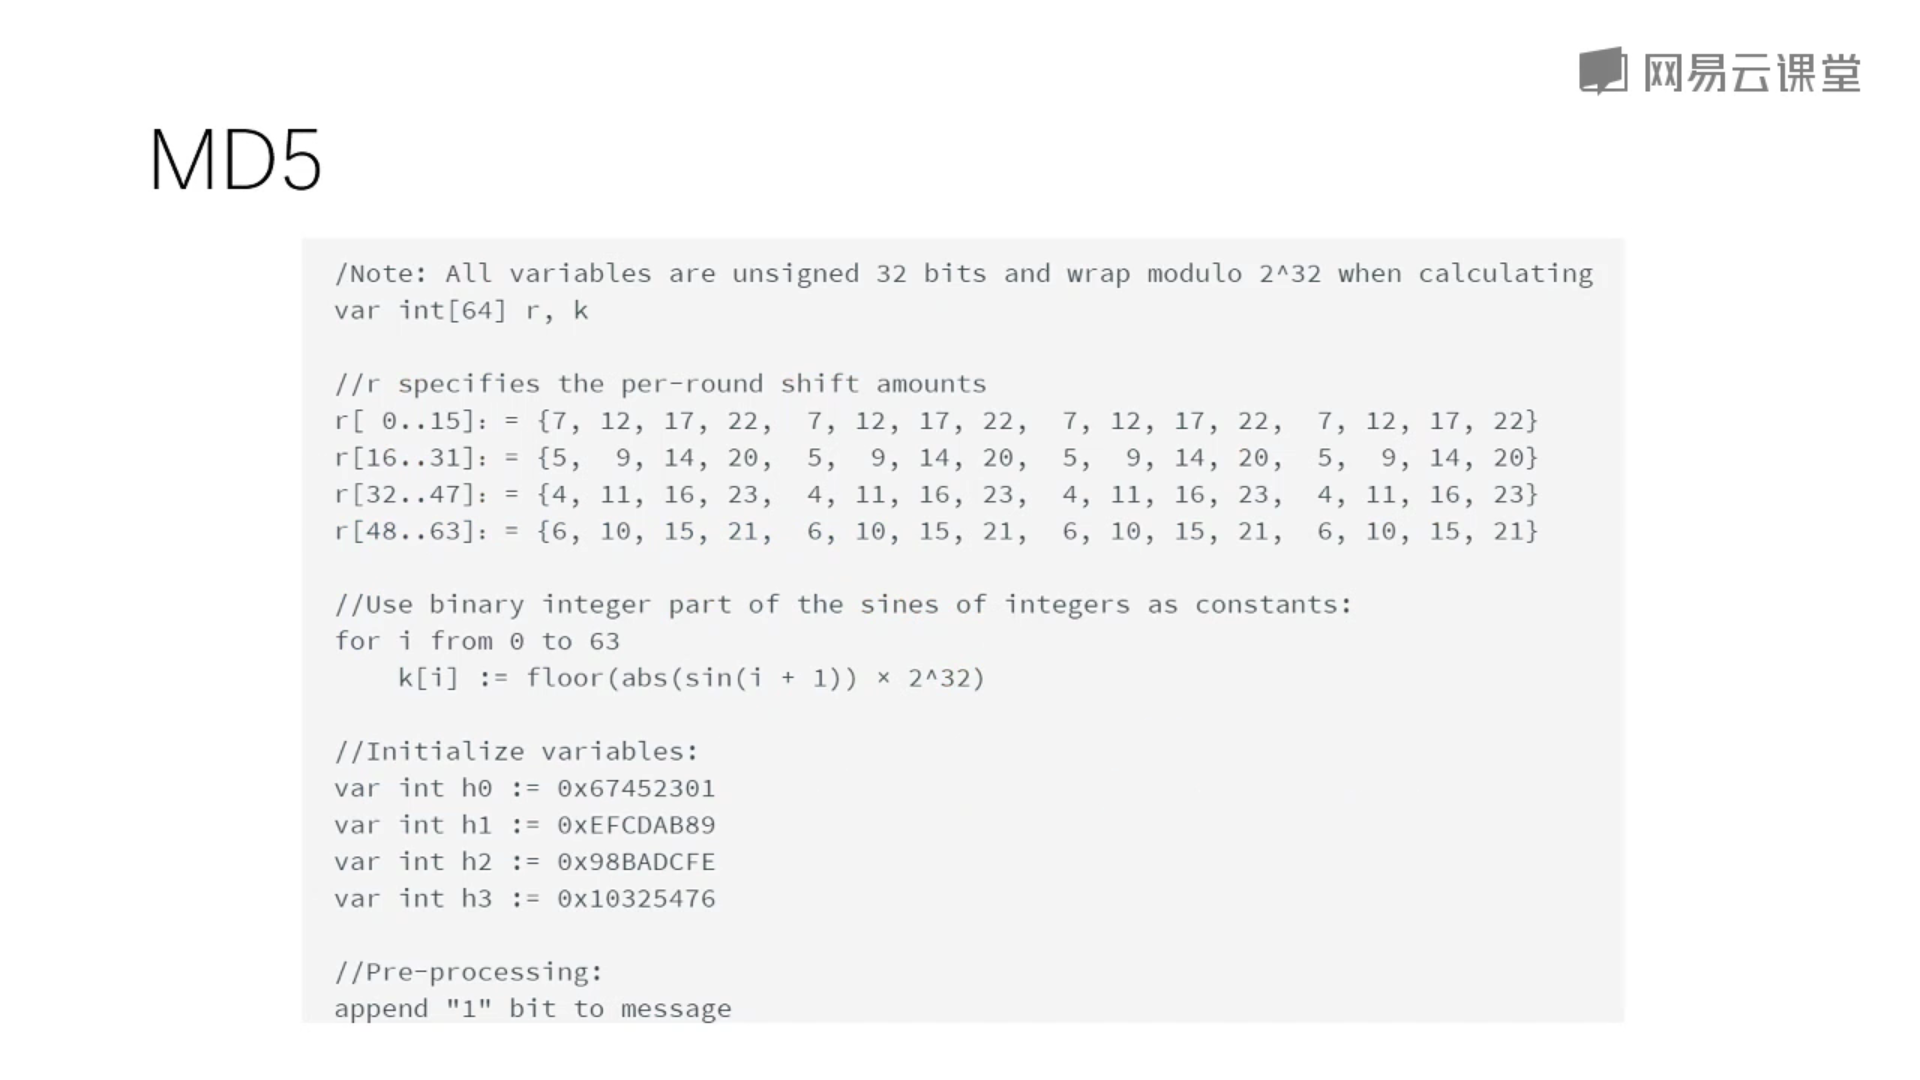 网易云课堂
MD5
/Note: All variables are unsigned 32 bits and wrap modulo 2^32 when calculating
var int[64] r, k
//r specifies the per-round shift amounts
r[ 0..15]: = {7, 12, 17, 22,  7, 12, 17, 22,  7, 12, 17, 22,  7, 12, 17, 22}
r[16..31]: = {5,  9, 14, 20,  5,  9, 14, 20,  5,  9, 14, 20,  5,  9, 14, 20}
r[32..47]: = {4, 11, 16, 23,  4, 11, 16, 23,  4, 11, 16, 23,  4, 11, 16, 23}
r[48..63]: = {6, 10, 15, 21,  6, 10, 15, 21,  6, 10, 15, 21,  6, 10, 15, 21}
//Use binary integer part of the sines of integers as constants:
for i from 0 to 63
    k[i] := floor(abs(sin(i + 1)) × 2^32)
//Initialize variables:
var int h0 := 0x67452301
var int h1 := 0xEFCDAB89
var int h2 := 0x98BADCFE
var int h3 := 0x10325476
//Pre-processing:
append "1" bit to message